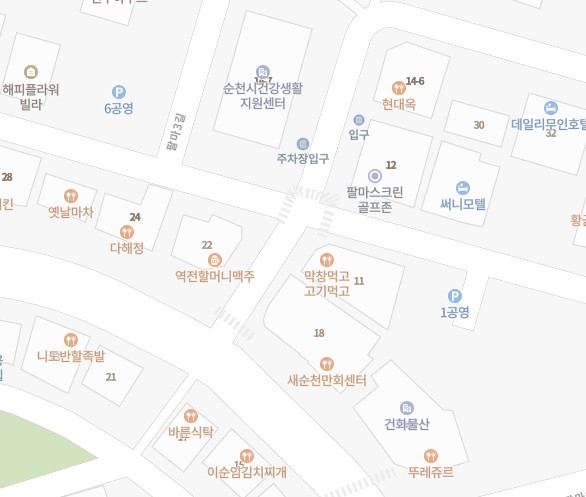 14-6
해피플라워
빌라
6공영
순천시건강생활
지원센터
현대옥
입구
30
데일리무인호텔
32
팔마3길
주차장입구
12
팔마스크린
골프존
써니모텔
28
옛날마차
24
다해정
22
역전할머니맥주
막창먹고
고기먹고
11
1공영
18
니도반할족발
21
새순천만회센터
건화물산
바른식탁
이순임김치찌개
뚜레쥬르